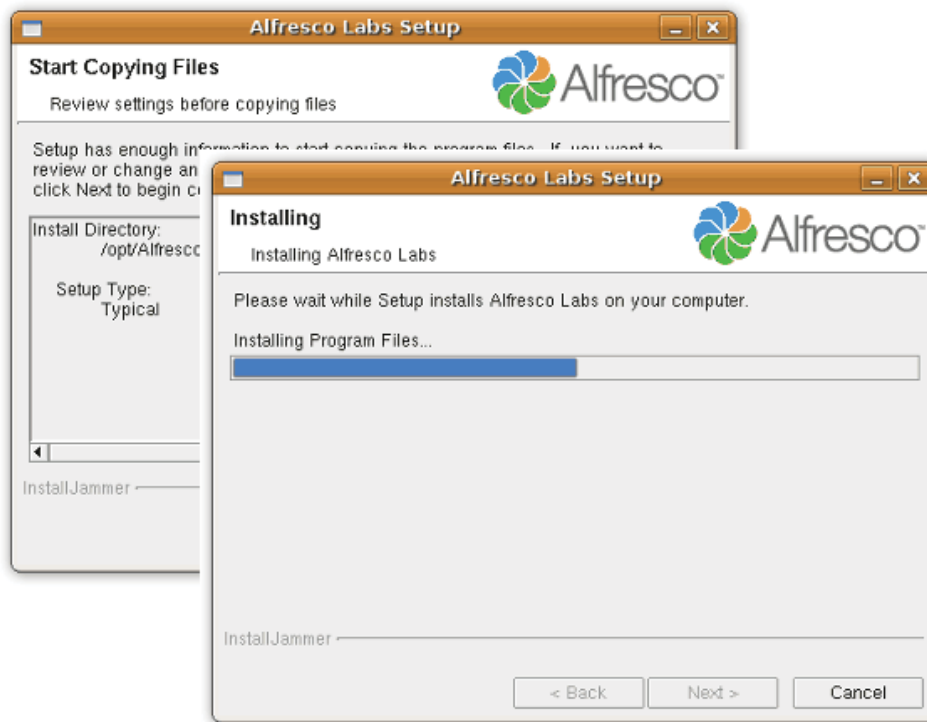 Alfresco Labs Setup
Start Copying Files
Review settings before copying files
Alfresco
Setup has enough information to start copying the program files. If you want to
review or change an
click Next to begin
Install Directory:
/opt/Alfresco
Setup Type:
Typical
InstallJammer
Alfresco Labs Setup
Installing
Installing Alfresco Labs
Alfresco
Please wait while Setup installs Alfresco Labs on your computer.
Installing Program Files...
InstallJammer
< Back
Next >
Cancel